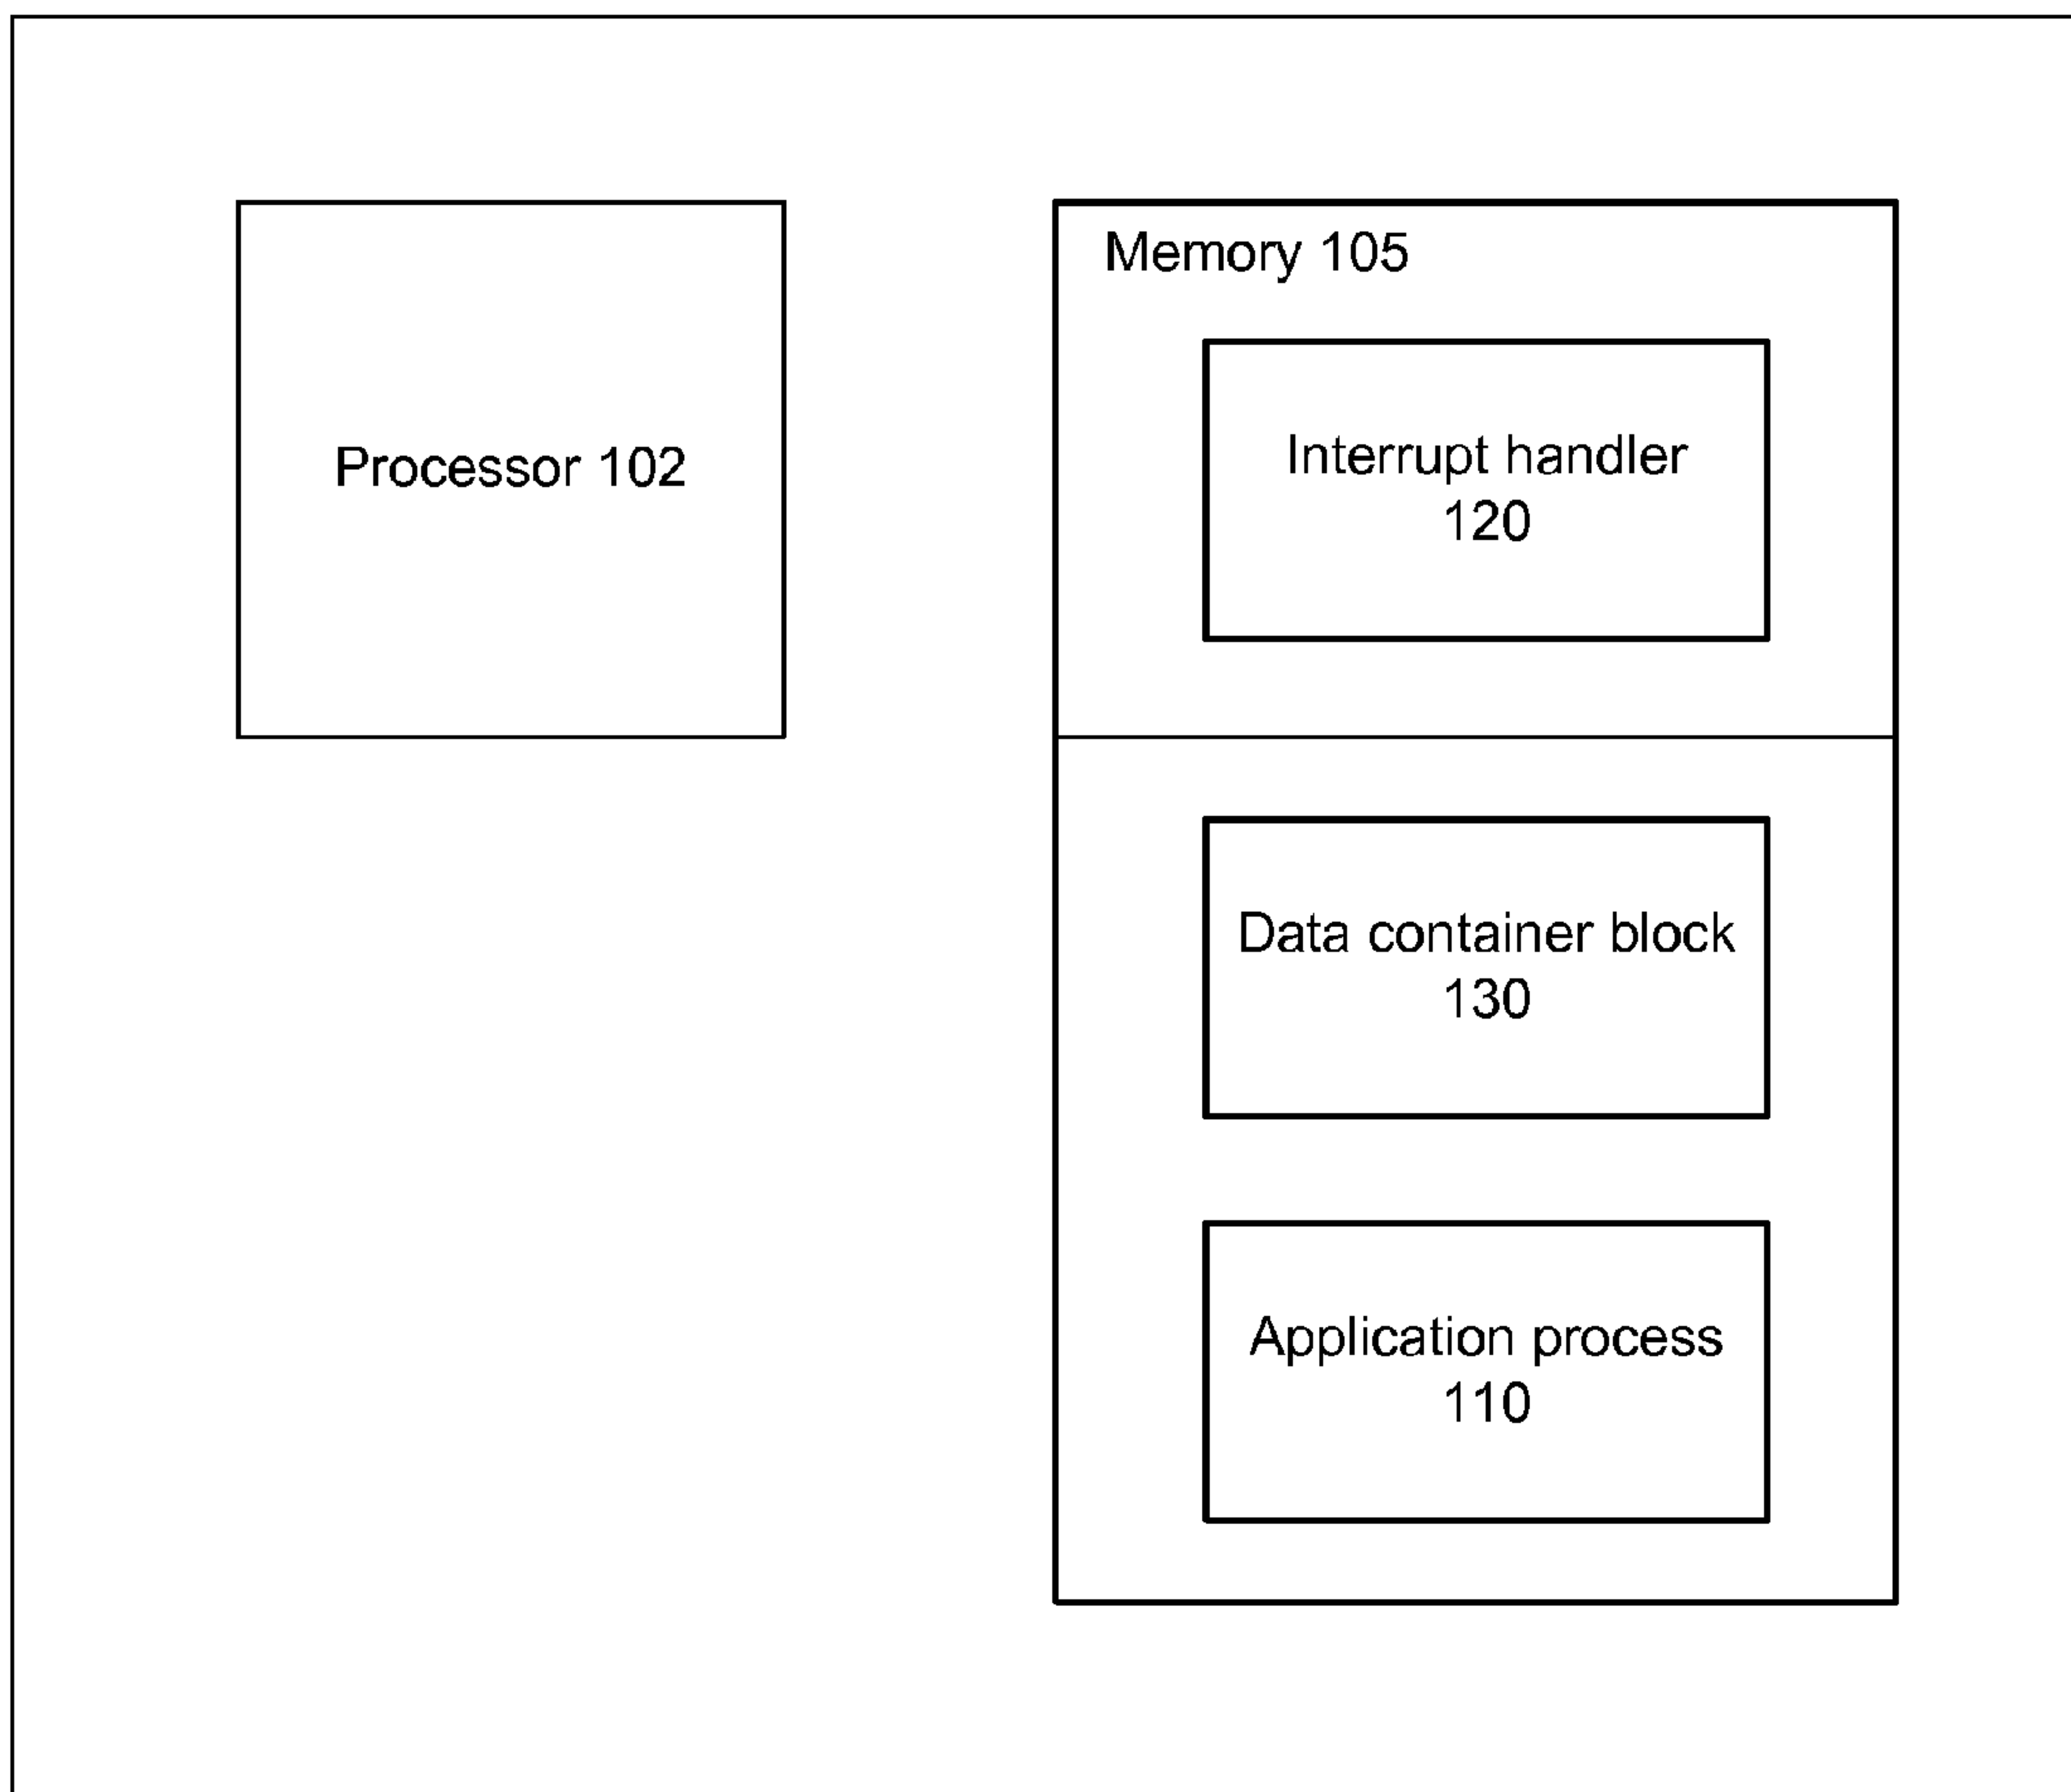 Processor 102
Memory 105
Interrupt handler
120
Data container block
130
Application process
110